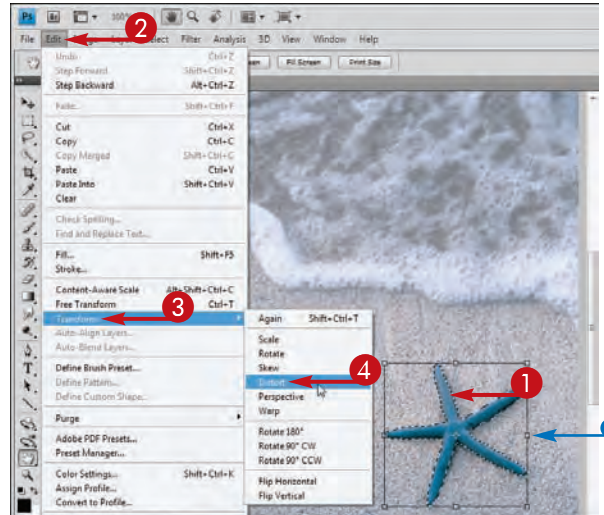 Ps Br 100%
2
File Edit Select Filter Analysis 3D View Window Help
Screen Fill Screen Print Size
Undo Ctrl+Z
Step Forward Shift+Ctrl+Z
Step Backward Alt+Ctrl+Z
Fade... Shift+Ctrl+F
Cut Ctrl+X
Copy Ctrl+C
Copy Merged Shift+Ctrl+C
Paste Ctrl+V
Paste Into Shift+Ctrl+V
Clear
Check Spelling...
Find and Replace Text...
Fill... Shift+F5
Stroke...
Content-Aware Scale Alt+Shift+Ctrl+C
Free Transform Ctrl+T
Transform 3
Auto-Align Layers...
Auto-Blend Layers...
Define Brush Preset...
Define Pattern...
Define Custom Shape...
Purge
Adobe PDF Presets...
Preset Manager...
Color Settings... Shift+Ctrl+K
Assign Profile...
Convert to Profile...
Again Shift+Ctrl+T
Scale
Rotate
Skew
Distort 4
Perspective
Warp
Rotate 180°
Rotate 90° CW
Rotate 90° CCW
Flip Horizontal
Flip Vertical
1
T